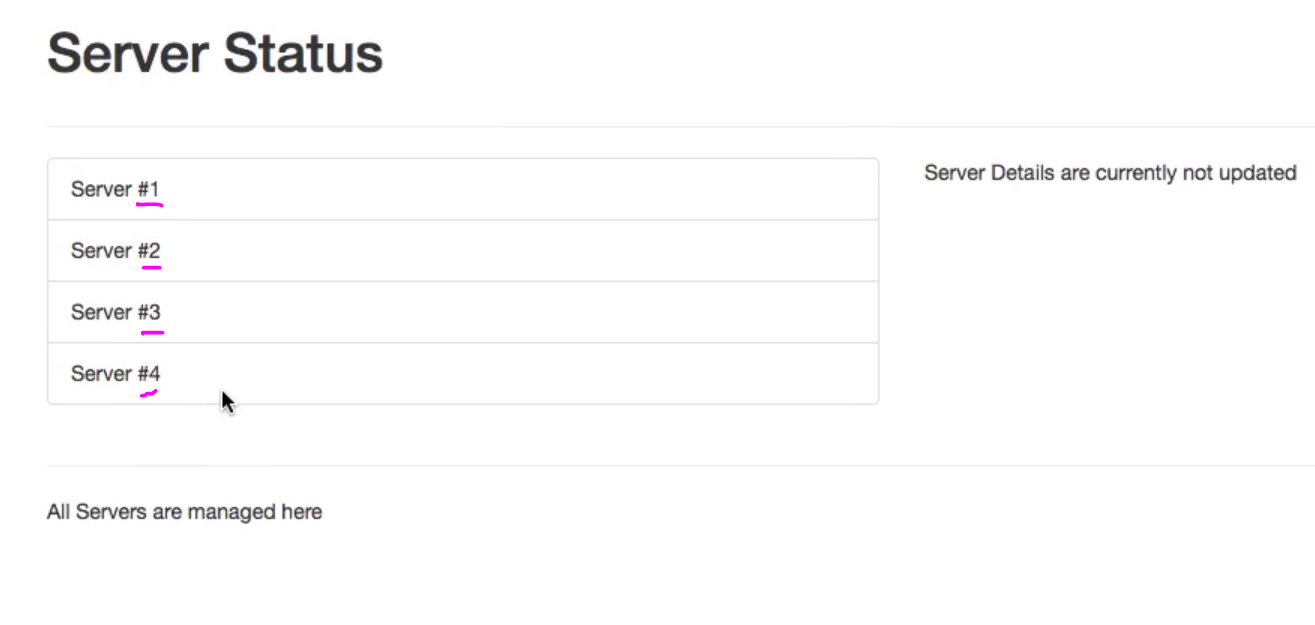 Server Status
Server #1
Server #2
Server #3
Server #4
Server Details are currently not updated
All Servers are managed here